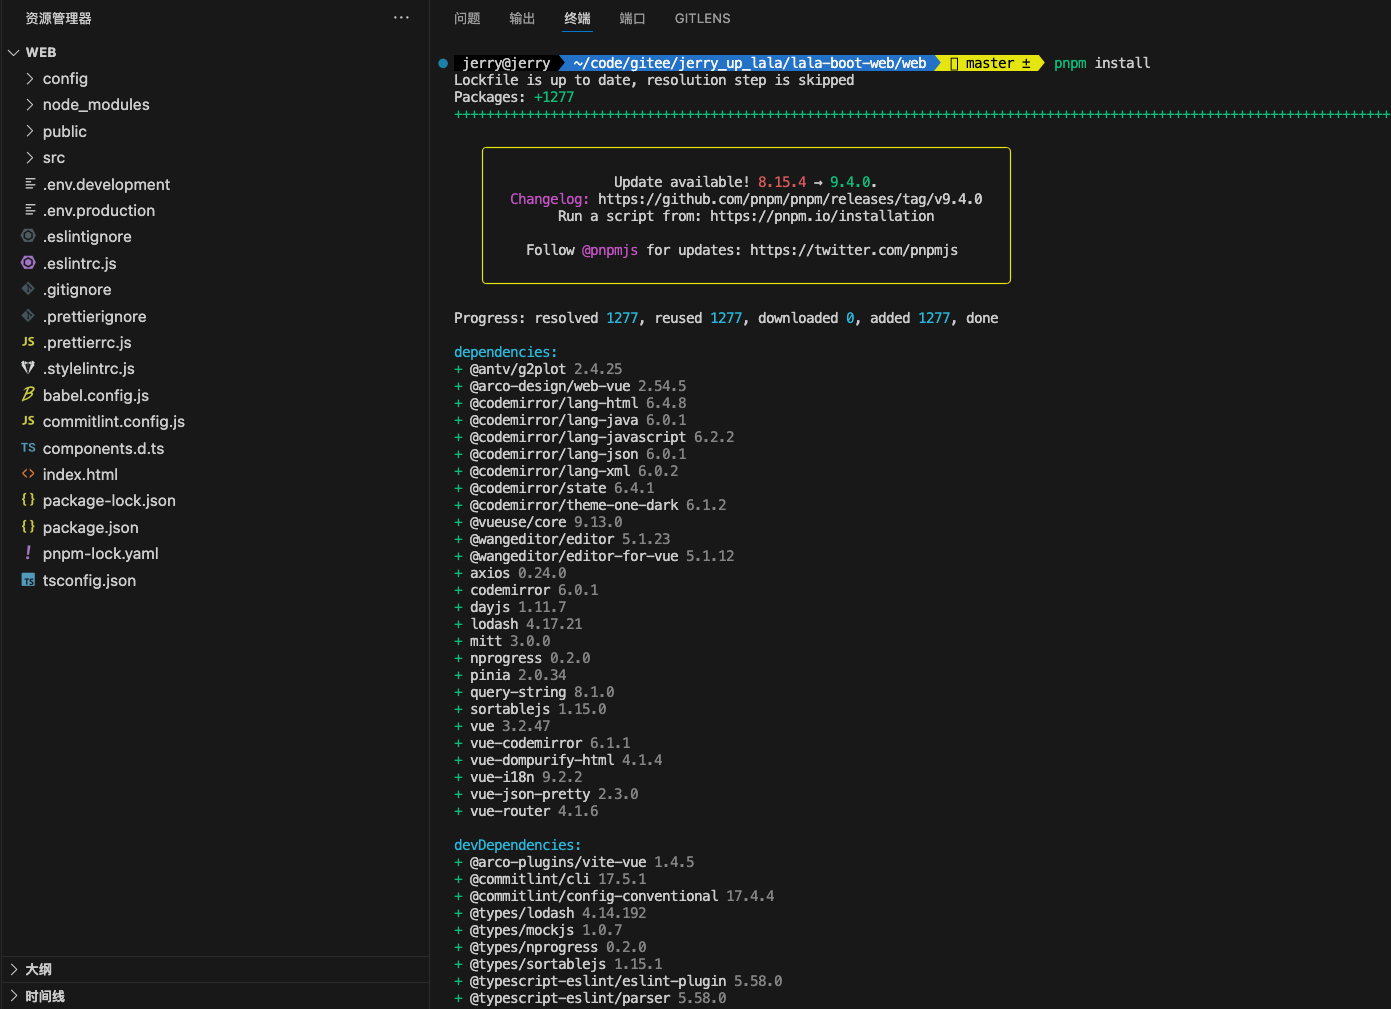 资源管理器
···
WEB
config
node_modules
public
src
.env.development
.env.production
.eslintignore
.eslintrc.js
.gitignore
.prettierignore
JS .prettierrc.js
.stylelintrc.js
babel.config.js
JS commitlint.config.js
TS components.d.ts
<> index.html
{} package-lock.json
{} package.json
! pnpm-lock.yaml
TS tsconfig.json
大纲
时间线
问题 输出 终端 端口 GITLENS
jerry@jerry ~/code/gitee/jerry_up_lala/lala-boot-web/web master ± pnpm install
Lockfile is up to date, resolution step is skipped
Packages: +1277
+++++++++++++++++++++++++++++++++++++++++++++++++++++++++++++++++++++++++++++++++++++++++++++++++++++++++++++++++++++
Update available! 8.15.4 → 9.4.0.
Changelog: https://github.com/pnpm/pnpm/releases/tag/v9.4.0
Run a script from: https://pnpm.io/installation
Follow @pnpmjs for updates: https://twitter.com/pnpmjs
Progress: resolved 1277, reused 1277, downloaded 0, added 1277, done
dependencies:
+ @antv/g2plot 2.4.25
+ @arco-design/web-vue 2.54.5
+ @codemirror/lang-html 6.4.8
+ @codemirror/lang-java 6.0.1
+ @codemirror/lang-javascript 6.2.2
+ @codemirror/lang-json 6.0.1
+ @codemirror/lang-xml 6.0.2
+ @codemirror/state 6.4.1
+ @codemirror/theme-one-dark 6.1.2
+ @vueuse/core 9.13.0
+ @wangeditor/editor 5.1.23
+ @wangeditor/editor-for-vue 5.1.12
+ axios 0.24.0
+ codemirror 6.0.1
+ dayjs 1.11.7
+ lodash 4.17.21
+ mitt 3.0.0
+ nprogress 0.2.0
+ pinia 2.0.34
+ query-string 8.1.0
+ sortablejs 1.15.0
+ vue 3.2.47
+ vue-codemirror 6.1.1
+ vue-dompurify-html 4.1.4
+ vue-i18n 9.2.2
+ vue-json-pretty 2.3.0
+ vue-router 4.1.6
devDependencies:
+ @arco-plugins/vite-vue 1.4.5
+ @commitlint/cli 17.5.1
+ @commitlint/config-conventional 17.4.4
+ @types/lodash 4.14.192
+ @types/mockjs 1.0.7
+ @types/nprogress 0.2.0
+ @types/sortablejs 1.15.1
+ @typescript-eslint/eslint-plugin 5.58.0
+ @typescript-eslint/parser 5.58.0